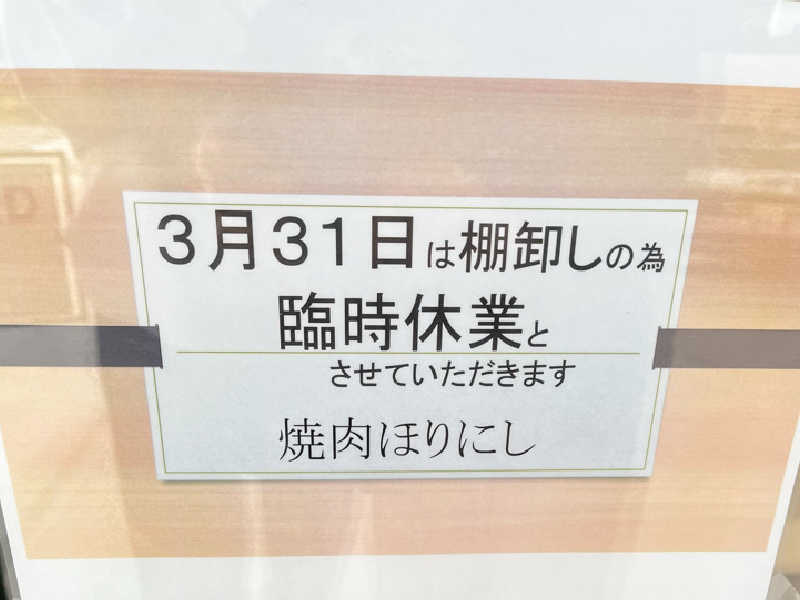 3月31日は棚卸しの為
臨時休業と
させていただきます
焼肉ほりにし